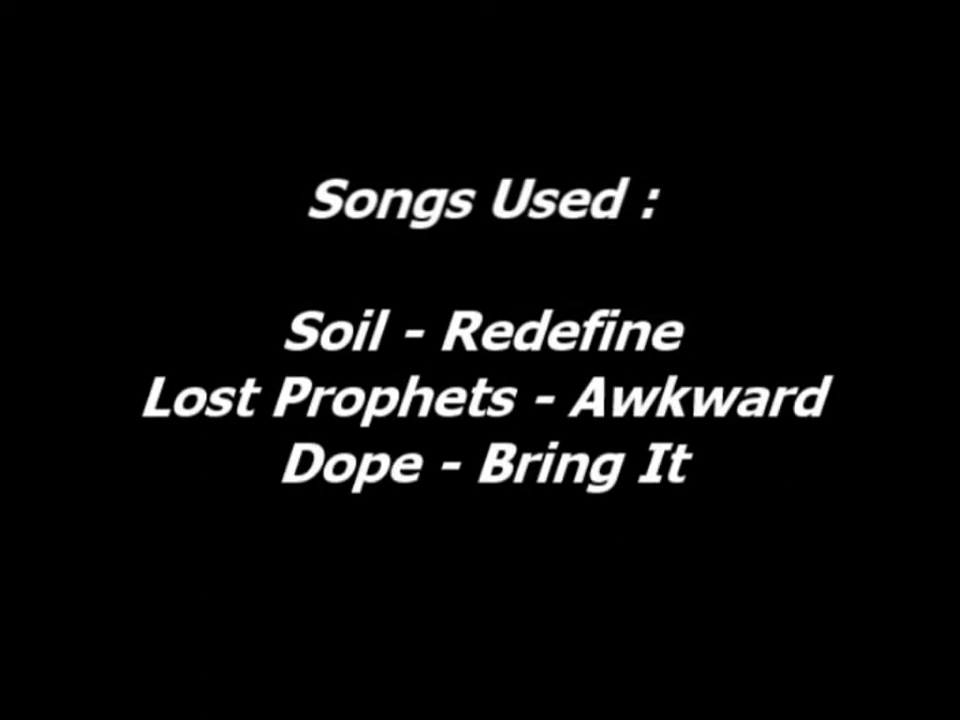 Songs Used :
Soil - Redefine
Lost Prophets - Awkward
Dope - Bring It